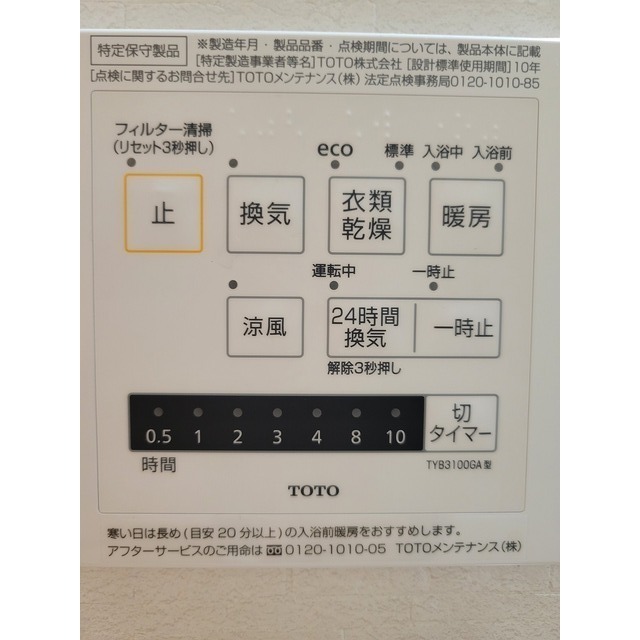 特定保守製品
※製造年月・製品品番・点検期間については、製品本体に記載
[特定製造事業者等名]TOTO株式会社 [設計標準使用期間]10年
[点検に関するお問合せ先]TOTOメンテナンス(株) 法定点検事務局0120-1010-85
フィルター清掃
(リセット3秒押し)
eco 標準 入浴中 入浴前
止
換気
衣類
乾燥
暖房
運転中 一時止
涼風
24時間
換気
一時止
解除3秒押し
0.5 1 2 3 4 8 10
切
タイマー
時間
TYB3100GA型
TOTO
寒い日は長め(目安20分以上)の入浴前暖房をおすすめします。
アフターサービスのご用命は 0120-1010-05 TOTOメンテナンス(株)